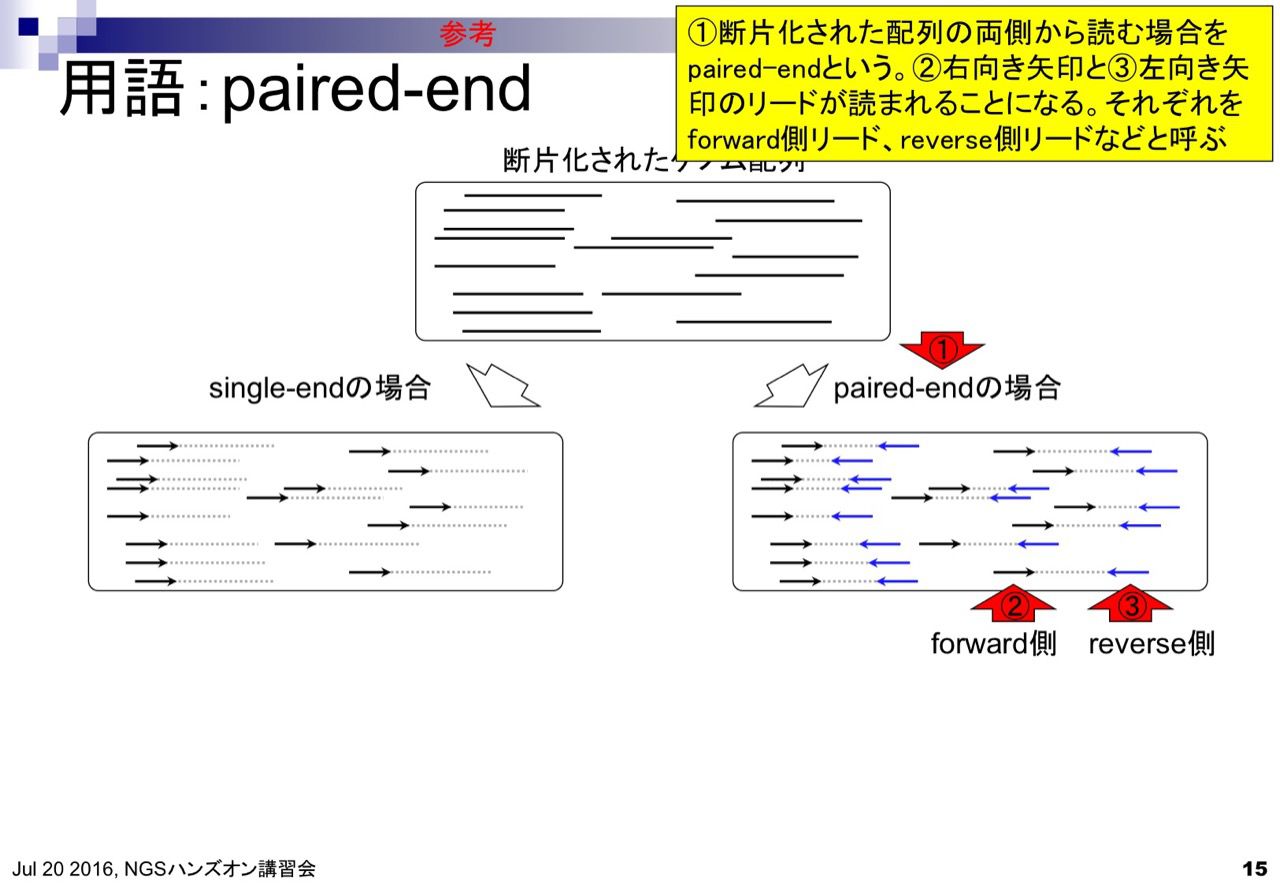 参考
用語：paired-end
①断片化された配列の両側から読む場合を
paired-endという。②右向き矢印と③左向き矢
印のリードが読まれることになる。それぞれを
forward側リード、reverse側リードなどと呼ぶ
断片化されたゲノム配列
①
single-endの場合
paired-endの場合
②
③
forward側
reverse側
Jul 20 2016, NGSハンズオン講習会
15